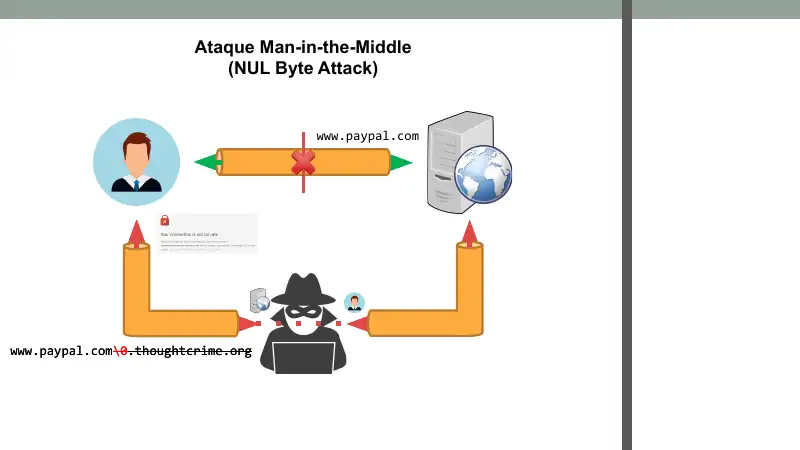 Ataque Man-in-the-Middle
(NUL Byte Attack)
www.paypal.com
Your connection is not private
www.paypal.com\0.thoughtcrime.org